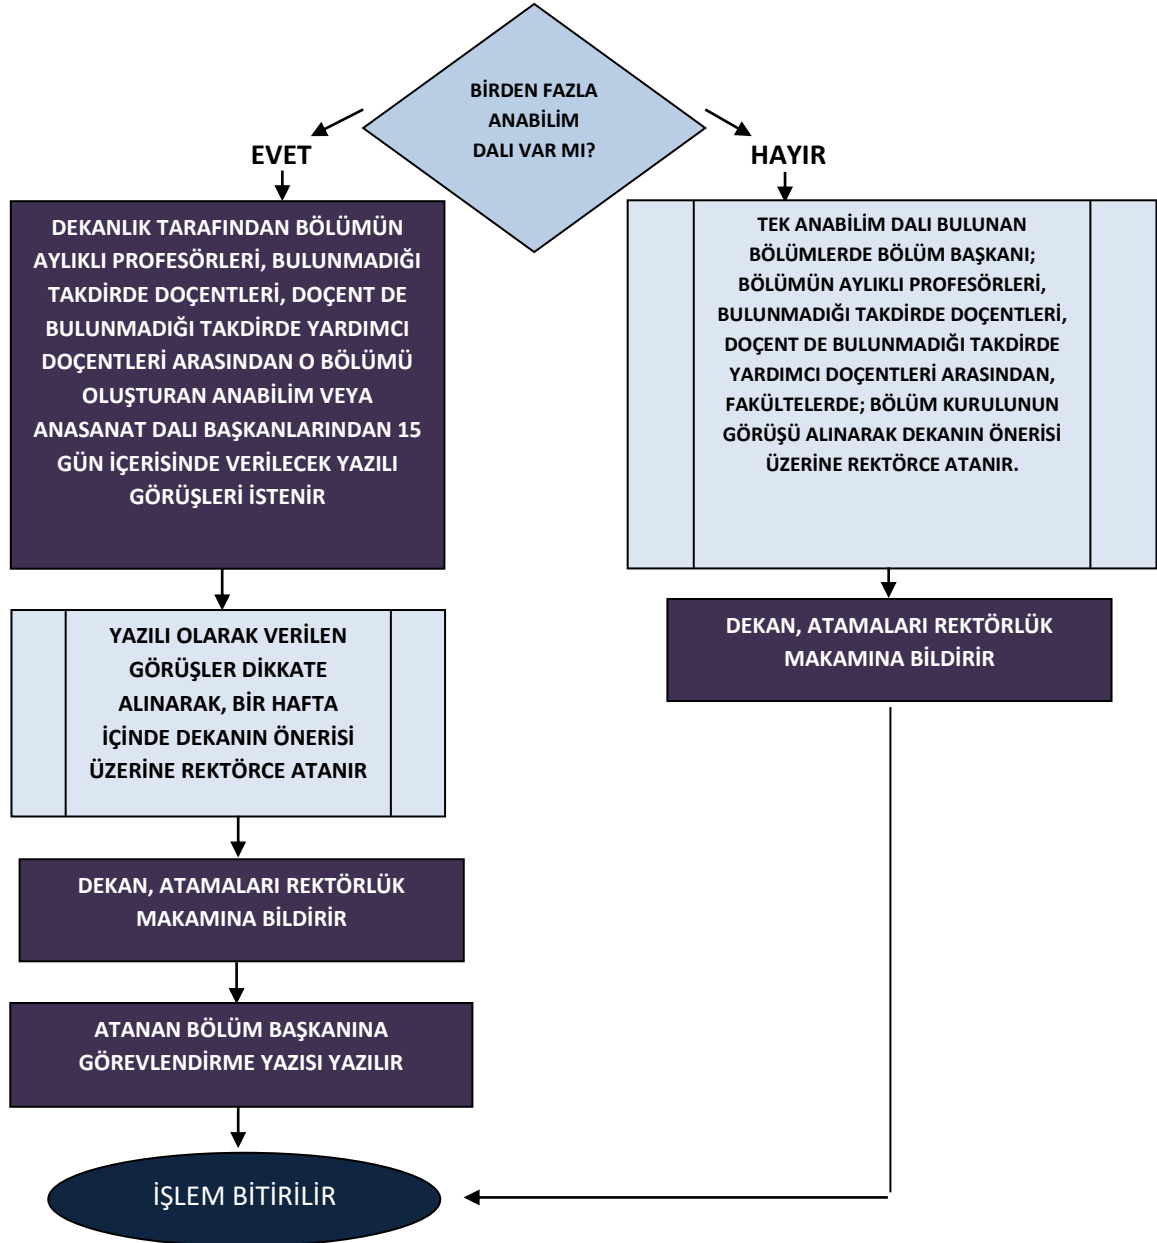 BİRDEN FAZLA
ANABİLİM
DALI VAR MI?
EVET
HAYIR
DEKANLIK TARAFINDAN BÖLÜMÜN
AYLIKLI PROFESÖRLERİ, BULUNMADIĞI
TAKDİRDE DOÇENTLERİ, DOÇENT DE
BULUNMADIĞI TAKDİRDE YARDIMCI
DOÇENTLERİ ARASINDAN O BÖLÜMÜ
OLUŞTURAN ANABİLİM VEYA
ANASANAT DALI BAŞKANLARINDAN 15
GÜN İÇERİSİNDE VERİLECEK YAZILI
GÖRÜŞLERİ İSTENİR
TEK ANABİLİM DALI BULUNAN
BÖLÜMLERDE BÖLÜM BAŞKANI;
BÖLÜMÜN AYLIKLI PROFESÖRLERİ,
BULUNMADIĞI TAKDİRDE DOÇENTLERİ,
DOÇENT DE BULUNMADIĞI TAKDİRDE
YARDIMCI DOÇENTLERİ ARASINDAN,
FAKÜLTELERDE; BÖLÜM KURULUNUN
GÖRÜŞÜ ALINARAK DEKANIN ÖNERİSİ
ÜZERİNE REKTÖRCE ATANIR.
YAZILI OLARAK VERİLEN
GÖRÜŞLER DİKKATE
ALINARAK, BİR HAFTA
İÇİNDE DEKANIN ÖNERİSİ
ÜZERİNE REKTÖRCE ATANIR
DEKAN, ATAMALARI REKTÖRLÜK
MAKAMINA BİLDİRİR
DEKAN, ATAMALARI REKTÖRLÜK
MAKAMINA BİLDİRİR
ATANAN BÖLÜM BAŞKANINA
GÖREVLENDİRME YAZISI YAZILIR
İŞLEM BİTİRİLİR